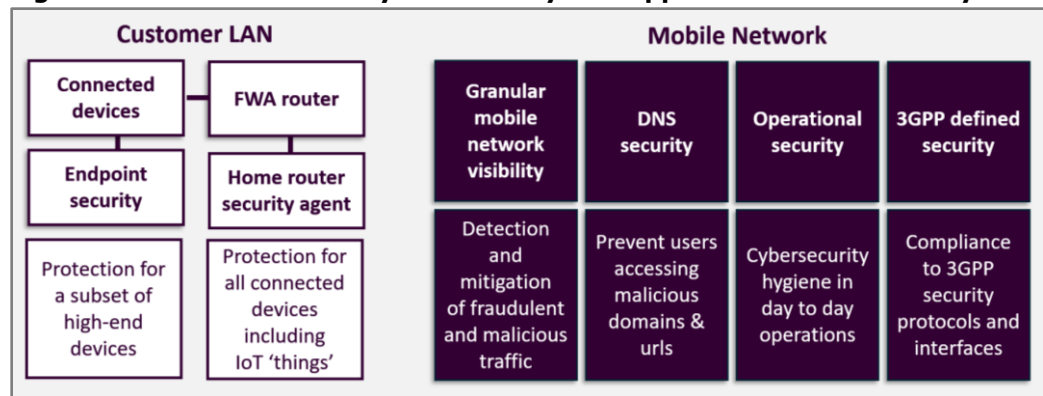 Customer LAN
Mobile Network
Connected
devices
FWA router
Endpoint
security
Home router
security agent
Protection for
a subset of
high-end
devices
Protection for
all connected
devices
including
IoT ‘things’
Granular
mobile
network
visibility
DNS
security
Operational
security
3GPP defined
security
Detection
and
mitigation
of fraudulent
and malicious
traffic
Prevent users
accessing
malicious
domains &
urls
Cybersecurity
hygiene in
day to day
operations
Compliance
to 3GPP
security
protocols and
interfaces